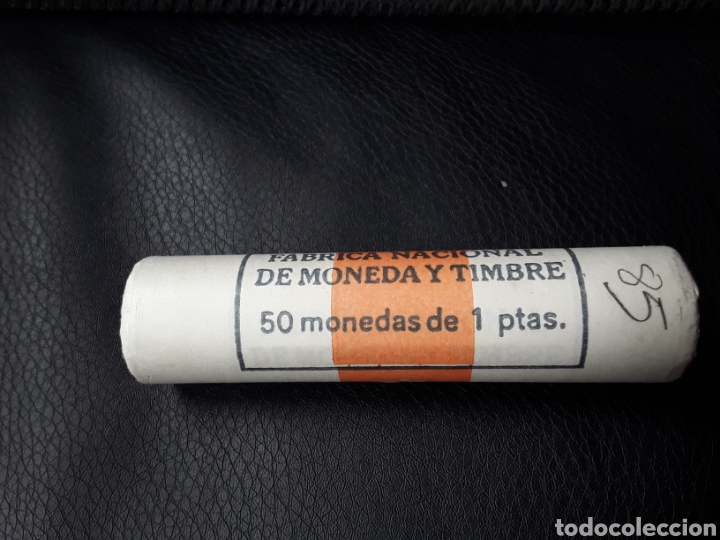 FABRICA NACIONAL
DE MONEDA Y TIMBRE
50 monedas de 1 ptas.
85
todocoleccion